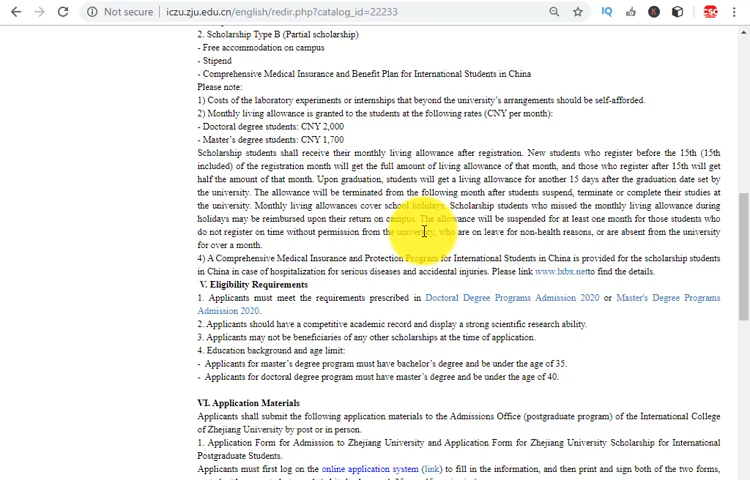 Not secure
iczu.zju.edu.cn/english/redir.php?catalog_id=22233
IQ
K
CSC
2. Scholarship Type B (Partial scholarship)
- Free accommodation on campus
- Stipend
- Comprehensive Medical Insurance and Benefit Plan for International Students in China
Please note:
1) Costs of the laboratory experiments or internships that beyond the university's arrangements should be self-afforded.
2) Monthly living allowance is granted to the students at the following rates (CNY per month):
- Doctoral degree students: CNY 2,000
- Master's degree students: CNY 1,700
Scholarship students shall receive their monthly living allowance after registration. New students who register before the 15th (15th
included) of the registration month will get the full amount of living allowance of that month, and those who register after 15th will get
half the amount of that month. Upon graduation, students will get a living allowance for another 15 days after the graduation date set by
the university. The allowance will be terminated from the following month after students suspend, terminate or complete their studies at
the university. Monthly living allowances cover school holidays. Scholarship students who missed the monthly living allowance during
holidays may be reimbursed upon their return on campus. The allowance will be suspended for at least one month for those students who
do not register on time without permission from the university, who are on leave for non-health reasons, or are absent from the university
for over a month.
4) A Comprehensive Medical Insurance and Protection Program for International Students in China is provided for the scholarship students
in China in case of hospitalization for serious diseases and accidental injuries. Please link www.lxbx.netto find the details.
V. Eligibility Requirements
1. Applicants must meet the requirements prescribed in Doctoral Degree Programs Admission 2020 or Master's Degree Programs
Admission 2020.
2. Applicants should have a competitive academic record and display a strong scientific research ability.
3. Applicants may not be beneficiaries of any other scholarships at the time of application.
4. Education background and age limit:
- Applicants for master's degree program must have bachelor's degree and be under the age of 35.
- Applicants for doctoral degree program must have master's degree and be under the age of 40.
VI. Application Materials
Applicants shall submit the following application materials to the Admissions Office (postgraduate program) of the International College
of Zhejiang University by post or in person.
1. Application Form for Admission to Zhejiang University and Application Form for Zhejiang University Scholarship for International
Postgraduate Students.
Applicants must first log on the online application system (link) to fill in the information, and then print and sign both of the two forms,